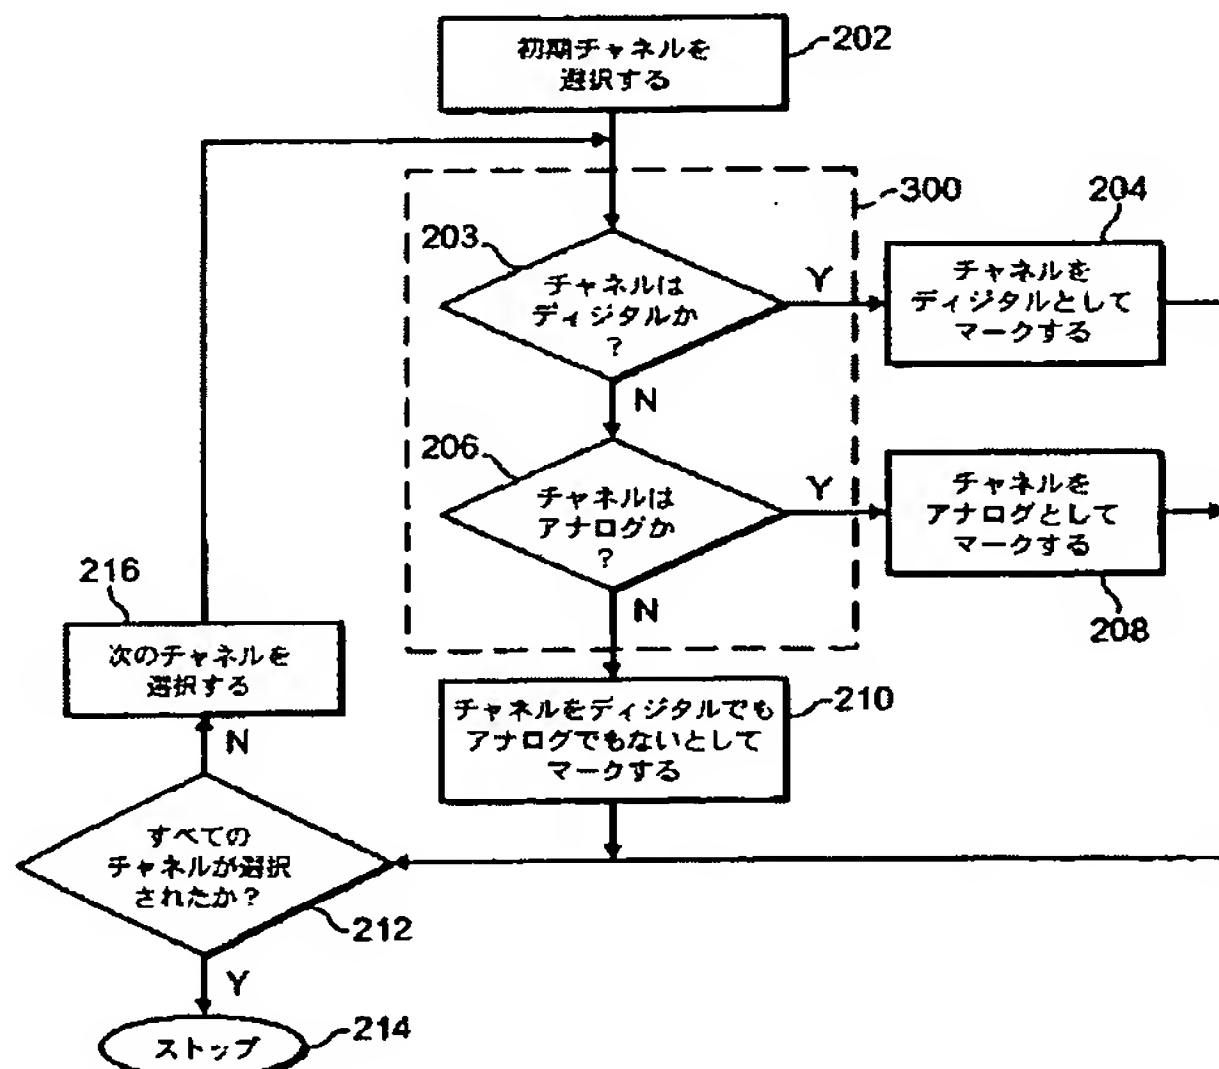 初期チャネルを
選択する
202
300
203
チャネルは
ディジタルか
?
Y
N
204
チャネルを
ディジタルとして
マークする
206
チャネルは
アナログか
?
Y
N
チャネルを
アナログとして
マークする
208
216
次のチャネルを
選択する
N
チャネルをディジタルでも
アナログでもないとして
マークする
210
すべての
チャネルが選択
されたか?
212
Y
ストップ
214